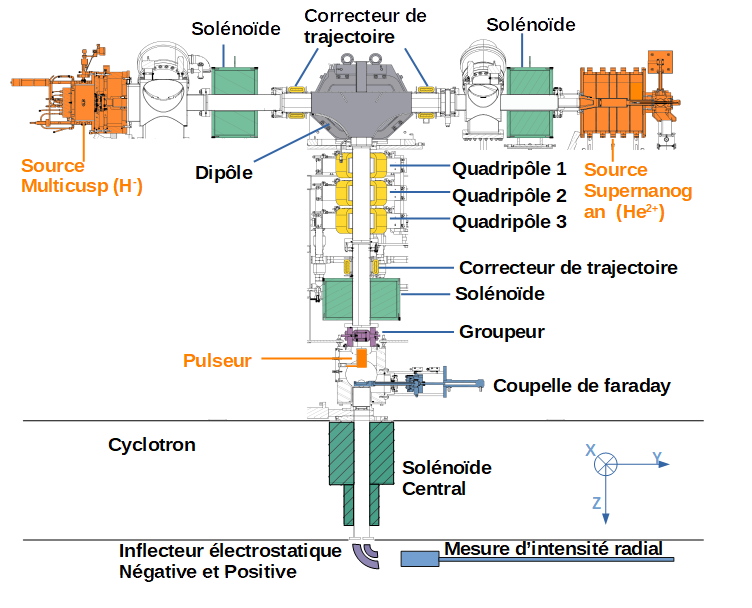 Correcteur de
trajectoire
Solénoïde
Solénoïde
Source
Multicusp (H-)
Dipôle
Quadripôle 1
Quadripôle 2
Quadripôle 3
Source
Supernanog
an (He2+)
Correcteur de trajectoire
Solénoïde
Groupeur
Pulseur
Coupelle de faraday
Cyclotron
Solénoïde
Central
X
Y
Z
Inflecteur électrostatique
Négative et Positive
Mesure d'intensité radial